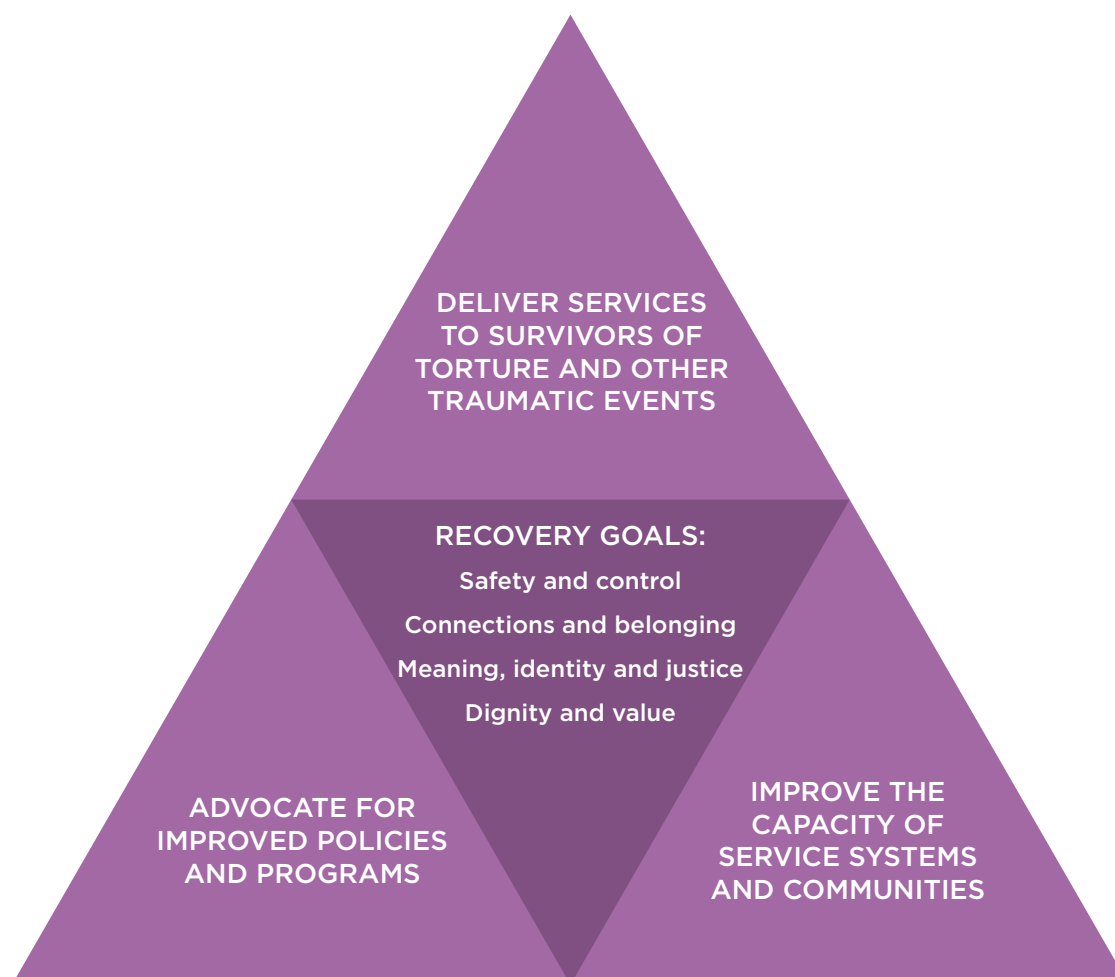 DELIVER SERVICES
TO SURVIVORS OF
TORTURE AND OTHER
TRAUMATIC EVENTS
RECOVERY GOALS:
Safety and control
Connections and belonging
Meaning, identity and justice
Dignity and value
ADVOCATE FOR
IMPROVED POLICIES
AND PROGRAMS
IMPROVE THE
CAPACITY OF
SERVICE SYSTEMS
AND COMMUNITIES